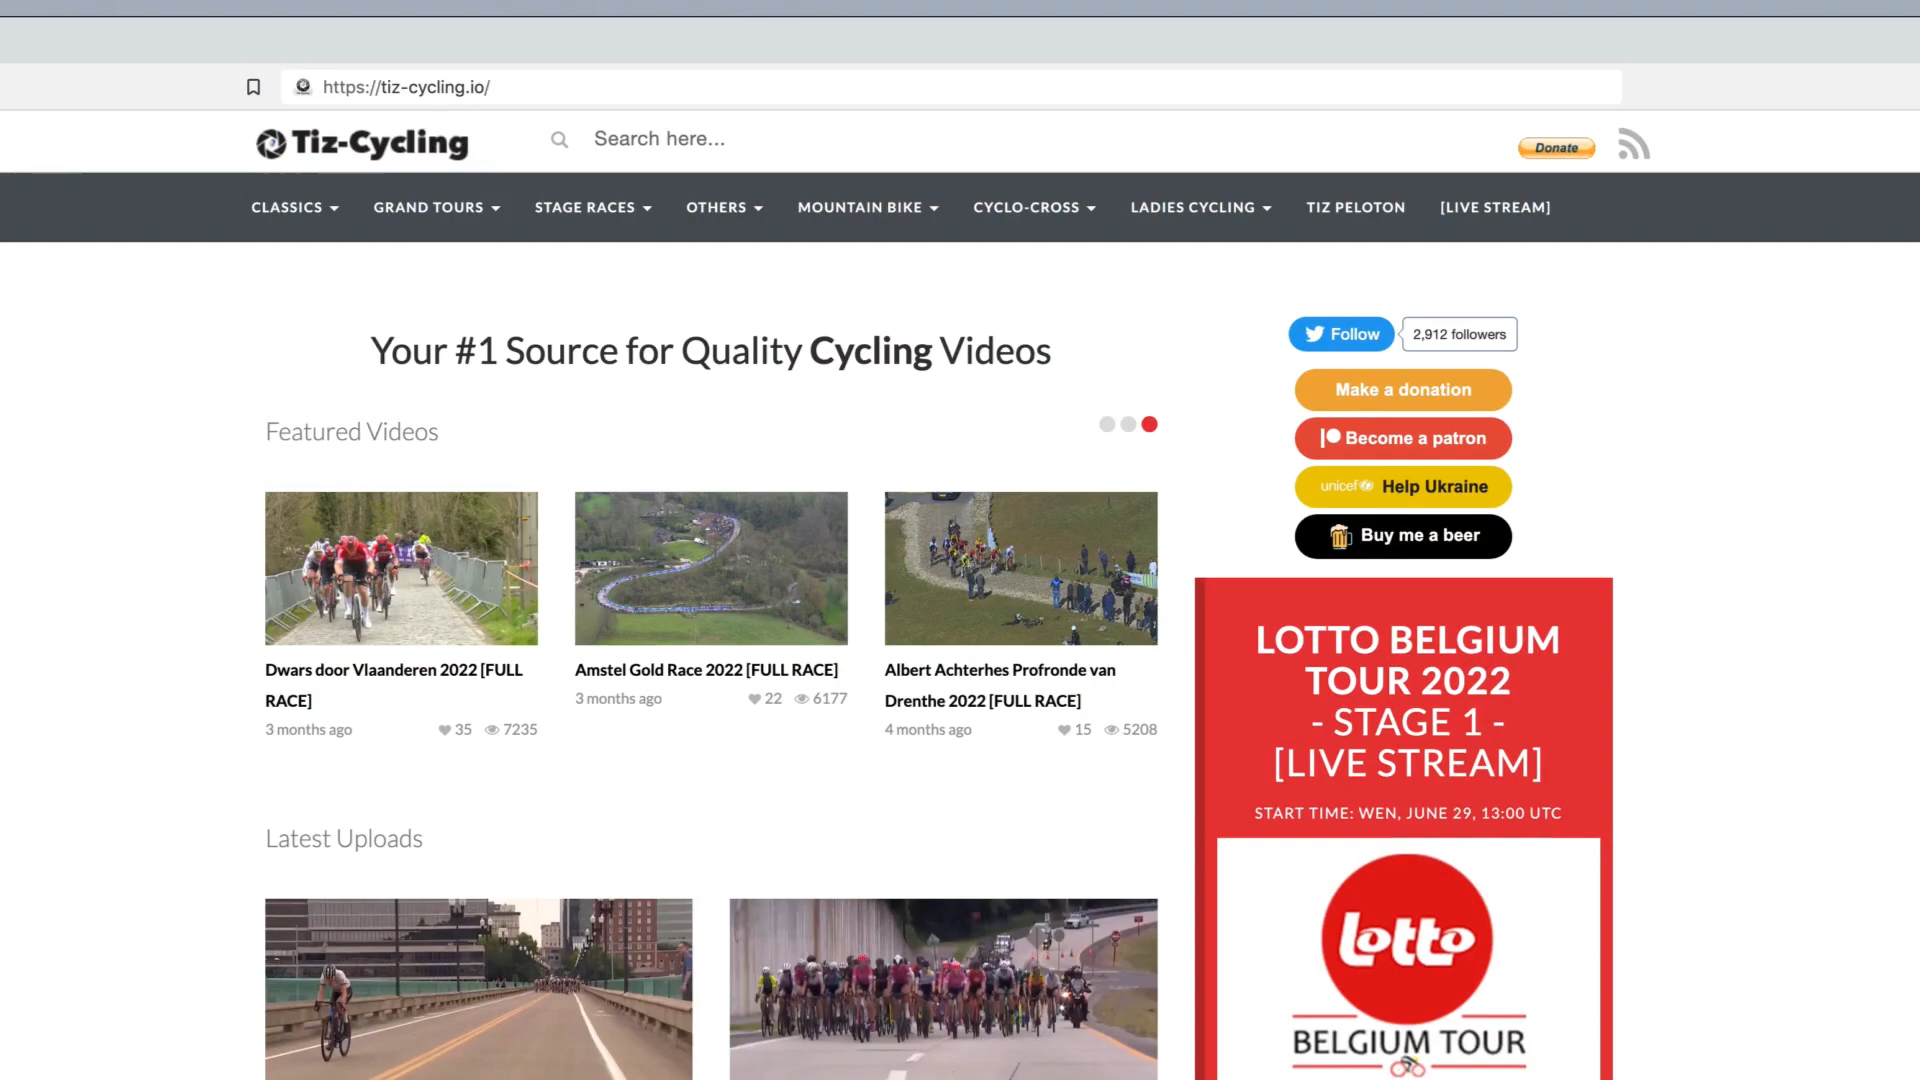 https://tiz-cycling.io/
Tiz-Cycling
Search here...
Donate
CLASSICS
GRAND TOURS
STAGE RACES
OTHERS
MOUNTAIN BIKE
CYCLO-CROSS
LADIES CYCLING
TIZ PELOTON
[LIVE STREAM]
Your #1 Source for Quality Cycling Videos
Follow
2,912 followers
Make a donation
Become a patron
unicef Help Ukraine
Buy me a beer
Featured Videos
Dwars door Vlaanderen 2022 [FULL
RACE]
3 months ago
35
7235
Amstel Gold Race 2022 [FULL RACE]
3 months ago
22
6177
Albert Achterhes Profronde van
Drenthe 2022 [FULL RACE]
4 months ago
15
5208
Latest Uploads
LOTTO BELGIUM
TOUR 2022
- STAGE 1 -
[LIVE STREAM]
START TIME: WEN, JUNE 29, 13:00 UTC
lotto
BELGIUM TOUR